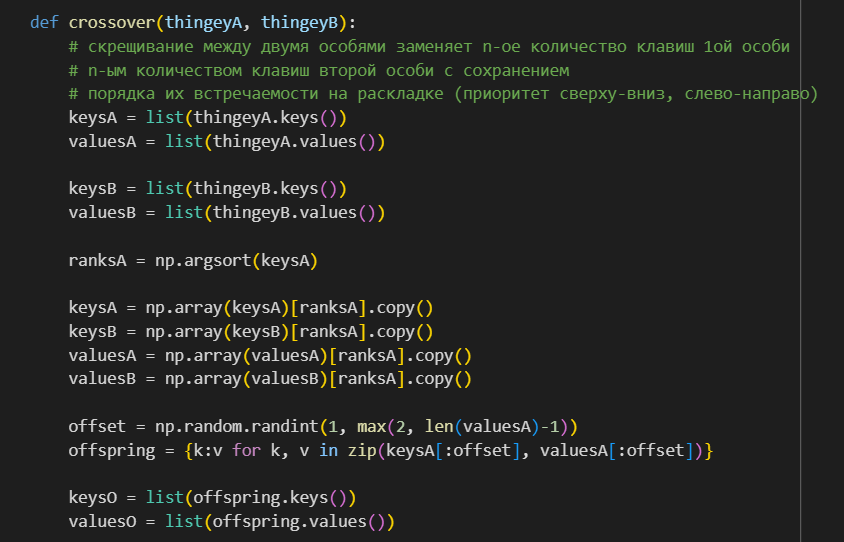 def crossover(thingeyA, thingeyB):
# скрещивание между двумя особями заменяет n-ое количество клавиш 1ой особи
# n-ым количеством клавиш второй особи с сохранением
# порядка их встречаемости на раскладке (приоритет сверху-вниз, слево-направо)
keysA = list(thingeyA.keys())
valuesA = list(thingeyA.values())
keysB = list(thingeyB.keys())
valuesB = list(thingeyB.values())
ranksA = np.argsort(keysA)
keysA = np.array(keysA)[ranksA].copy()
keysB = np.array(keysB)[ranksA].copy()
valuesA = np.array(valuesA)[ranksA].copy()
valuesB = np.array(valuesB)[ranksA].copy()
offset = np.random.randint(1, max(2, len(valuesA)-1))
offspring = {k:v for k, v in zip(keysA[:offset], valuesA[:offset])}
keysO = list(offspring.keys())
valuesO = list(offspring.values())